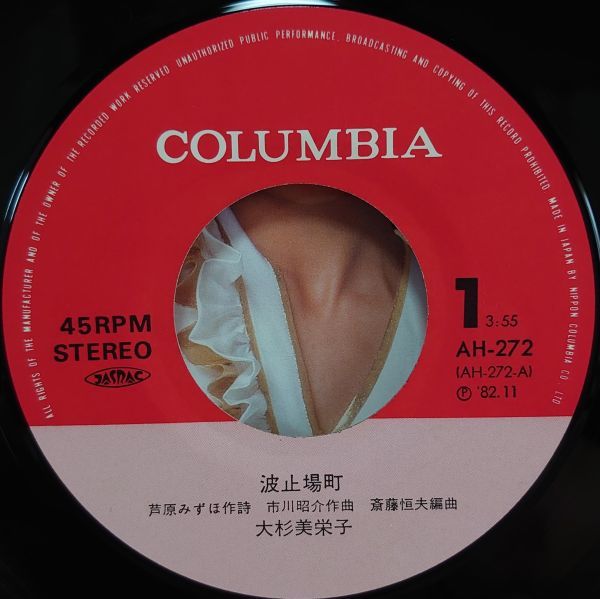 ALL RIGHTS OF THE MANUFACTURER AND OF THE OWNER OF THE RECORDED WORK RESERVED. UNAUTHORIZED PUBLIC PERFORMANCE, BROADCASTING AND COPYING OF THIS RECORD PROHIBITED. MADE IN JAPAN BY NIPPON COLUMBIA CO., LTD
COLUMBIA
45RPM
STEREO
JASRAC
1 3:55
AH-272
(AH-272-A)
Ⓟ '82.11
波止場町
芦原みずほ作詩 市川昭介作曲 斎藤恒夫編曲
大杉美栄子